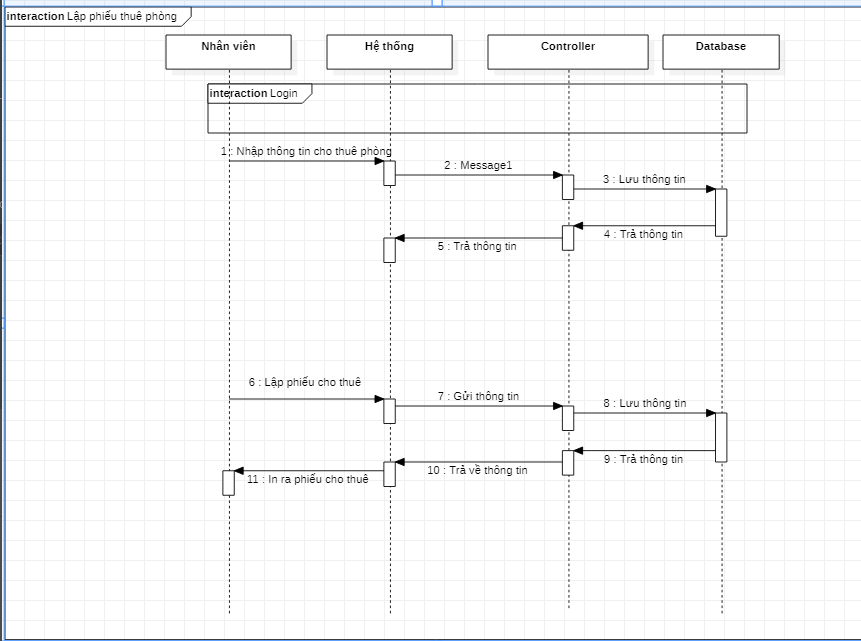 interaction Lập phiếu thuê phòng
Nhân viên
Hệ thống
Controller
Database
interaction Login
1 : Nhập thông tin cho thuê phòng
2 : Message1
3 : Lưu thông tin
4 : Trả thông tin
5 : Trả thông tin
6 : Lập phiếu cho thuê
7 : Gửi thông tin
8 : Lưu thông tin
9 : Trả thông tin
10 : Trả về thông tin
11 : In ra phiếu cho thuê